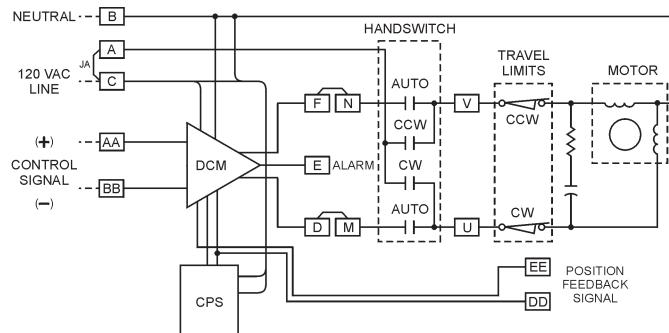 NEUTRAL
B
HANDSWITCH
A
JA
120 VAC
LINE
C
TRAVEL
LIMITS
MOTOR
AUTO
F
N
V
CCW
CCW
(+)
AA
CONTROL
SIGNAL
DCM
E
ALARM
CW
BB
(−)
AUTO
CW
D
M
U
EE
POSITION
FEEDBACK
SIGNAL
CPS
DD